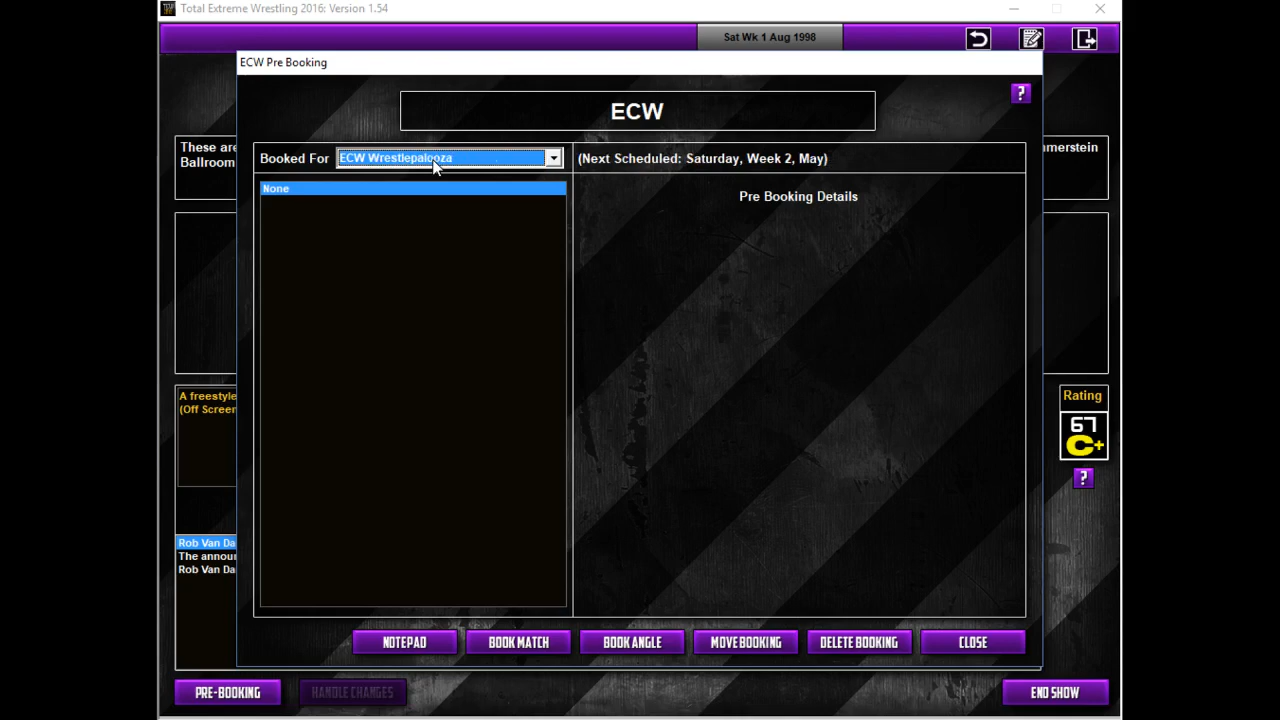 Total Extreme Wrestling 2016: Version 1.54
Sat Wk 1 Aug 1998
ECW Pre Booking
?
ECW
These are
Ballroom
mmerstein
Booked For
ECW Wrestlepalooza
(Next Scheduled: Saturday, Week 2, May)
None
Pre Booking Details
A freestyle
(Off Screen
Rating
67
C+
?
Rob Van Da
The annou
Rob Van Da
NOTEPAD
BOOK MATCH
BOOK ANGLE
MOVE BOOKING
DELETE BOOKING
CLOSE
PRE-BOOKING
HANDLE CHANGES
END SHOW